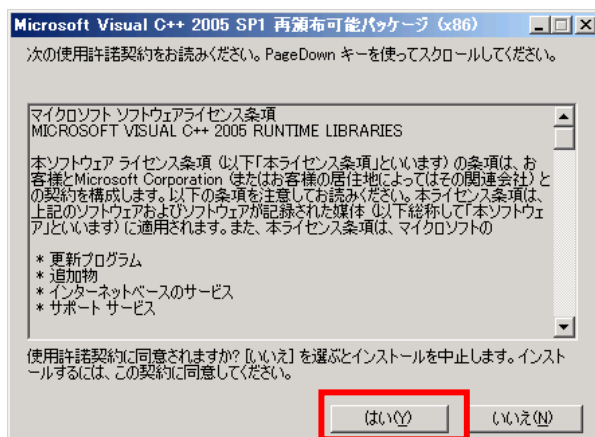 Microsoft Visual C++ 2005 SP1 再頒布可能パッケージ (x86)
次の使用許諾契約をお読みください。PageDown キーを使ってスクロールしてください。
マイクロソフト ソフトウェアライセンス条項
MICROSOFT VISUAL C++ 2005 RUNTIME LIBRARIES
本ソフトウェア ライセンス条項 (以下「本ライセンス条項」といいます) の条項は、お
客様とMicrosoft Corporation (またはお客様の居住地によってはその関連会社) と
の契約を構成します。以下の条項を注意してお読みください。本ライセンス条項は、
上記のソフトウェアおよびソフトウェアが記録された媒体 (以下総称して「本ソフトウェ
ア」といいます) に適用されます。また、本ライセンス条項は、マイクロソフトの
* 更新プログラム
* 追加物
* インターネットベースのサービス
* サポート サービス
使用許諾契約に同意されますか? [いいえ] を選ぶとインストールを中止します。インスト
ールするには、この契約に同意してください。
はい(Y)
いいえ(N)